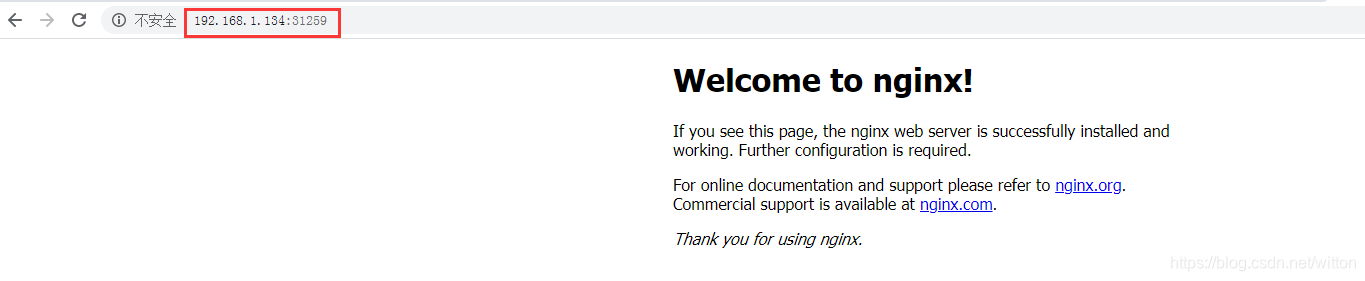 不安全 192.168.1.134:31259
Welcome to nginx!
If you see this page, the nginx web server is successfully installed and
working. Further configuration is required.
For online documentation and support please refer to nginx.org.
Commercial support is available at nginx.com.
Thank you for using nginx.
https://blog.csdn.net/witton